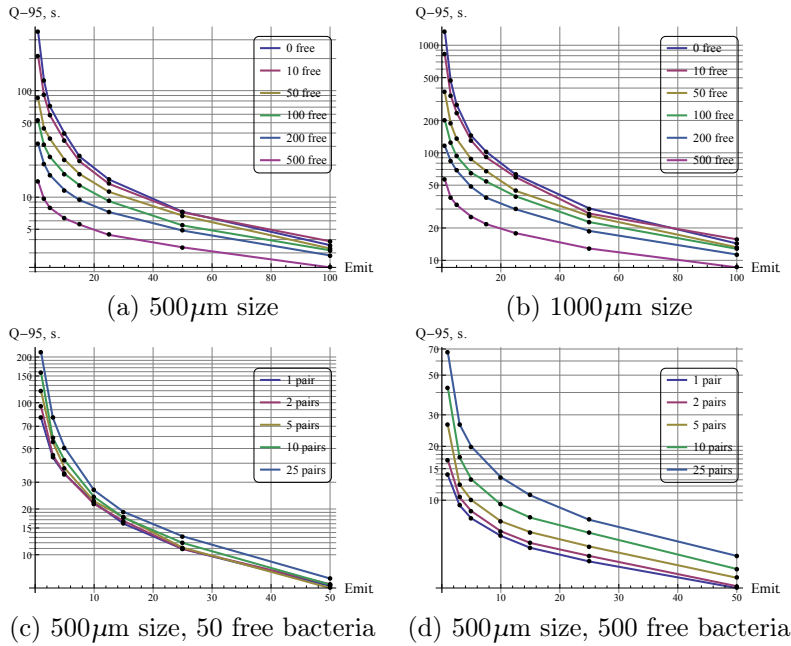 Q−95, s.
100
50
10
5
20 40 60 80 100
Emit
0 free
10 free
50 free
100 free
200 free
500 free
(a) 500μm size
Q−95, s.
1000
500
200
100
50
20
10
20 40 60 80 100
Emit
0 free
10 free
50 free
100 free
200 free
500 free
(b) 1000μm size
Q−95, s.
200
150
100
70
50
30
20
15
10
10 20 30 40 50
Emit
1 pair
2 pairs
5 pairs
10 pairs
25 pairs
(c) 500μm size, 50 free bacteria
Q−95, s.
70
50
30
20
15
10
10 20 30 40 50
Emit
1 pair
2 pairs
5 pairs
10 pairs
25 pairs
(d) 500μm size, 500 free bacteria